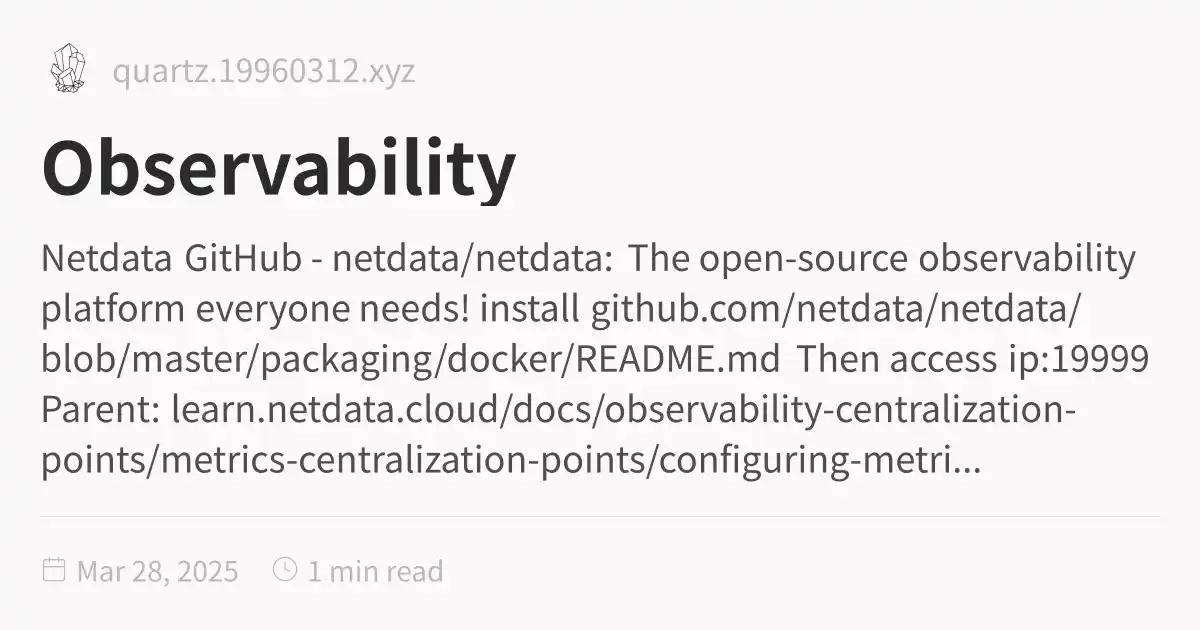 quartz.19960312.xyz
Observability
Netdata GitHub - netdata/netdata: The open-source observability
platform everyone needs! install github.com/netdata/netdata/
blob/master/packaging/docker/README.md Then access ip:19999
Parent: learn.netdata.cloud/docs/observability-centralization-
points/metrics-centralization-points/configuring-metri...
Mar 28, 2025 1 min read